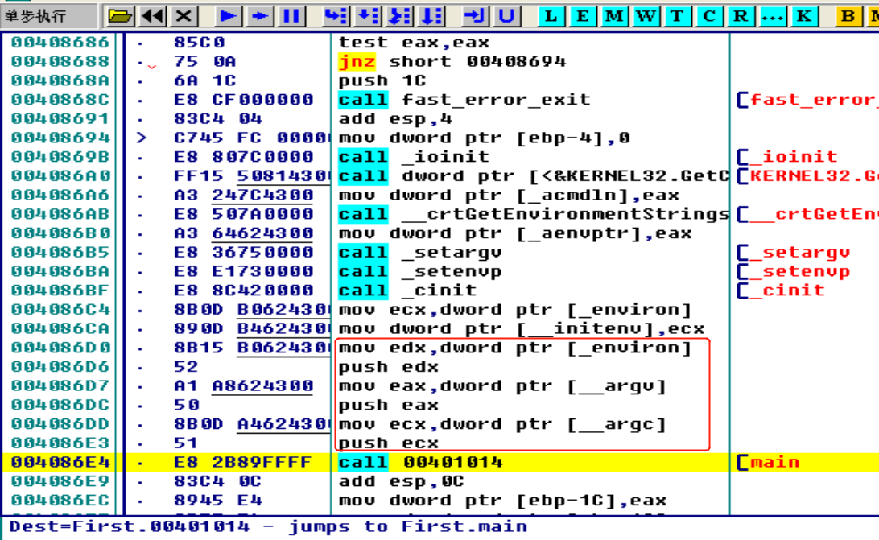 单步执行 L E M W T C R ... K B M
00408686 · 85C0 test eax,eax
00408688 · 75 0A jnz short 00408694
0040868A · 6A 1C push 1C
0040868C · E8 CF000000 call fast_error_exit [fast_error_
00408691 · 83C4 04 add esp,4
00408694 > C745 FC 0000 mov dword ptr [ebp-4],0
0040869B · E8 807C0000 call _ioinit [_ioinit
004086A0 · FF15 50814300 call dword ptr [<&KERNEL32.GetC [KERNEL32.Ge
004086A6 · A3 247C4300 mov dword ptr [_acmdln],eax
004086AB · E8 507A0000 call __crtGetEnvironmentStrings [__crtGetEnv
004086B0 · A3 64624300 mov dword ptr [_aenvptr],eax
004086B5 · E8 36750000 call _setargv [_setargv
004086BA · E8 E1730000 call _setenvp [_setenvp
004086BF · E8 8C420000 call _cinit [_cinit
004086C4 · 8B0D B0624300 mov ecx,dword ptr [_environ]
004086CA · 890D B4624300 mov dword ptr [__initenv],ecx
004086D0 · 8B15 B0624300 mov edx,dword ptr [_environ]
004086D6 · 52 push edx
004086D7 · A1 A8624300 mov eax,dword ptr [__argv]
004086DC · 50 push eax
004086DD · 8B0D A4624300 mov ecx,dword ptr [__argc]
004086E3 · 51 push ecx
004086E4 · E8 2B89FFFF call 00401014 [main
004086E9 · 83C4 0C add esp,0C
004086EC · 8945 E4 mov dword ptr [ebp-1C],eax
Dest=First.00401014 - jumps to First.main